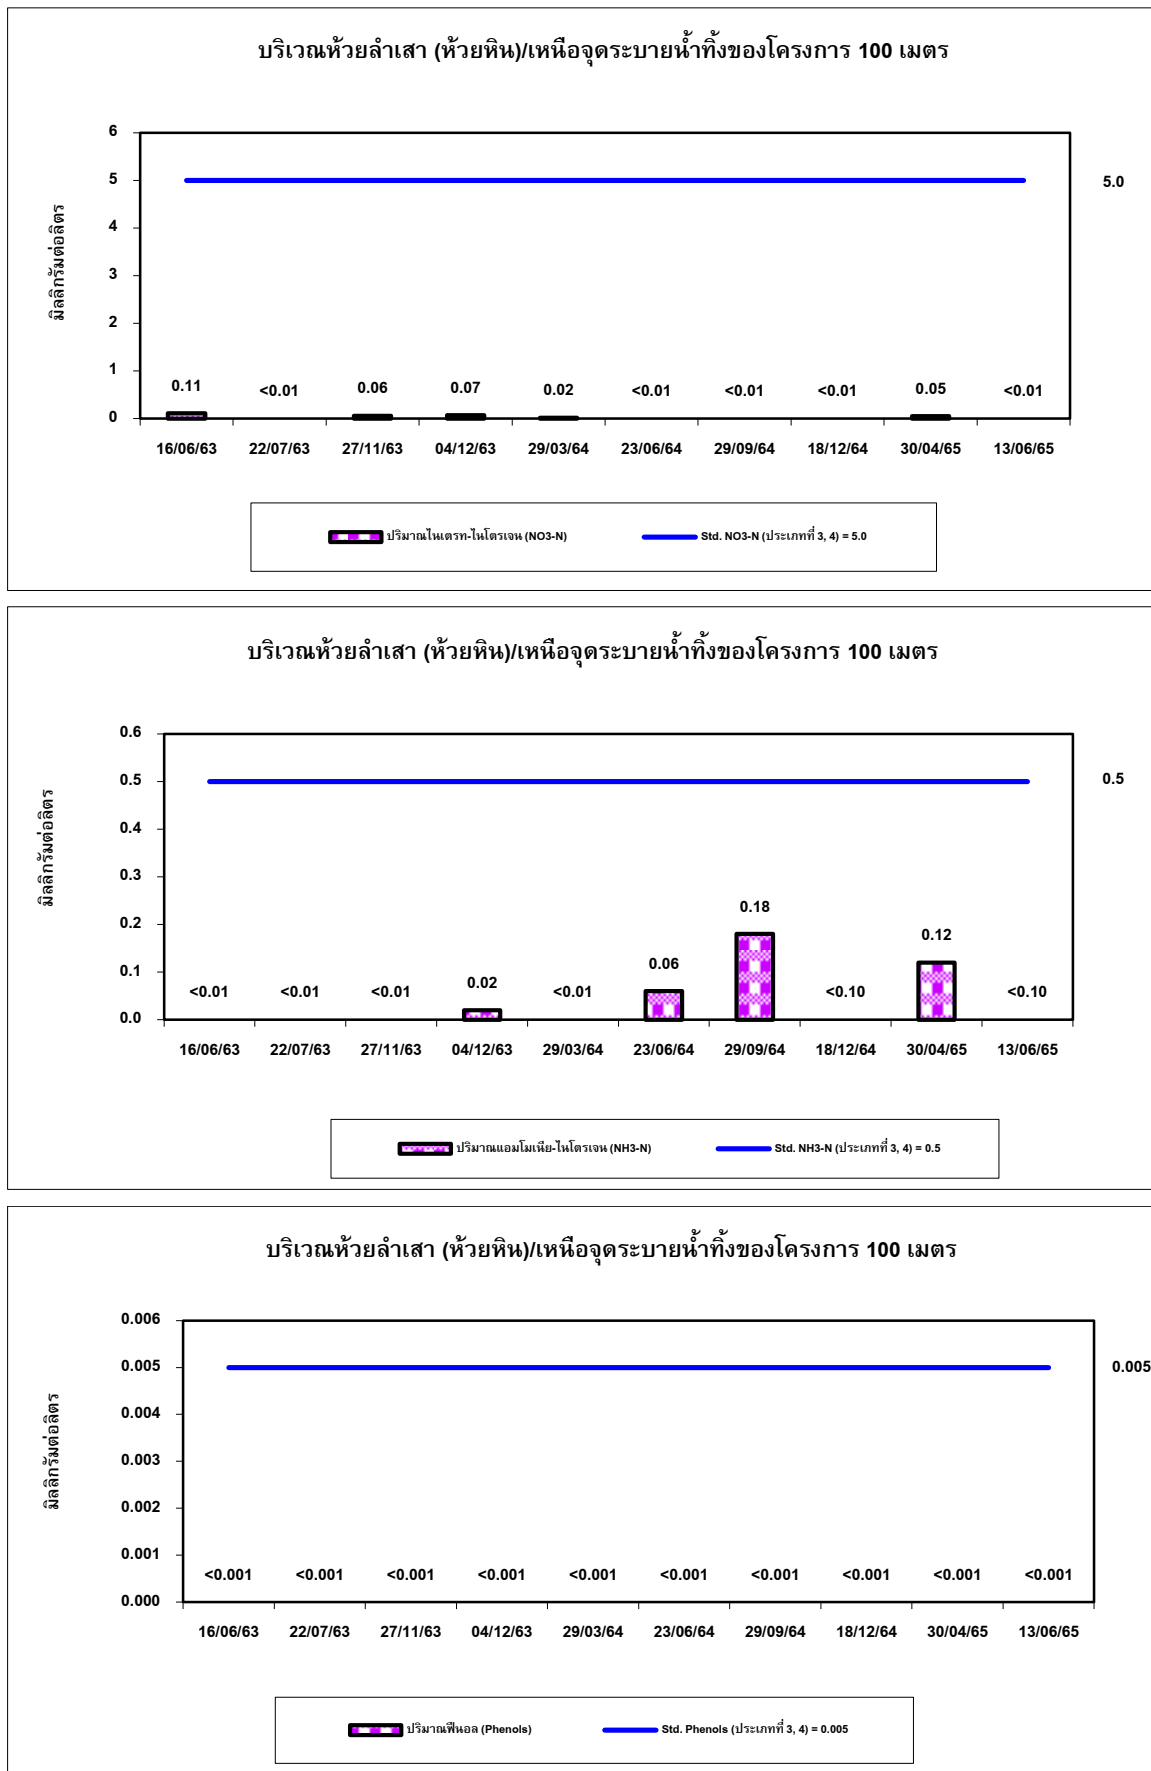 บริเวณห้วยลำเสา (ห้วยหิน)/เหนือจุดระบายน้ำทิ้งของโครงการ 100 เมตร
6
5
5.0
4
3
2
1
0
มิลลิกรัมต่อลิตร
0.11 <0.01 0.06 0.07 0.02 <0.01 <0.01 <0.01 0.05 <0.01
16/06/63 22/07/63 27/11/63 04/12/63 29/03/64 23/06/64 29/09/64 18/12/64 30/04/65 13/06/65
ปริมาณไนเตรท-ไนโตรเจน (NO3-N) Std. NO3-N (ประเภทที่ 3, 4) = 5.0
บริเวณห้วยลำเสา (ห้วยหิน)/เหนือจุดระบายน้ำทิ้งของโครงการ 100 เมตร
0.6
0.5
0.5
0.4
0.3
0.2
0.1
0.0
มิลลิกรัมต่อลิตร
<0.01 <0.01 <0.01 0.02 <0.01 0.06 0.18 <0.10 0.12 <0.10
16/06/63 22/07/63 27/11/63 04/12/63 29/03/64 23/06/64 29/09/64 18/12/64 30/04/65 13/06/65
ปริมาณแอมโมเนีย-ไนโตรเจน (NH3-N) Std. NH3-N (ประเภทที่ 3, 4) = 0.5
บริเวณห้วยลำเสา (ห้วยหิน)/เหนือจุดระบายน้ำทิ้งของโครงการ 100 เมตร
0.006
0.005
0.005
0.004
0.003
0.002
0.001
0.000
มิลลิกรัมต่อลิตร
<0.001 <0.001 <0.001 <0.001 <0.001 <0.001 <0.001 <0.001 <0.001 <0.001
16/06/63 22/07/63 27/11/63 04/12/63 29/03/64 23/06/64 29/09/64 18/12/64 30/04/65 13/06/65
ปริมาณฟีนอล (Phenols) Std. Phenols (ประเภทที่ 3, 4) = 0.005